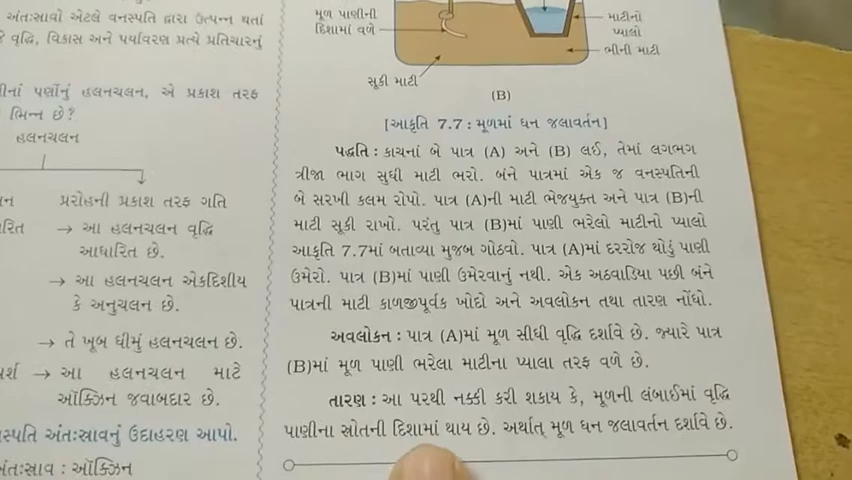 અંતઃસ્રાવો એટલે વનસ્પતિ દ્વારા ઉત્પન્ન થતાં
વૃદ્ધિ, વિકાસ અને પર્યાવરણ પ્રત્યે પ્રતિચારનું
પર્ણોનું હલનચલન, એ પ્રકાશ તરફ
ભિન્ન છે?
હલનચલન
પ્રરોહની પ્રકાશ તરફ ગતિ
→ આ હલનચલન વૃદ્ધિ
આધારિત છે.
→ આ હલનચલન એકદિશીય
કે અનુચલન છે.
→ તે ખૂબ ધીમું હલનચલન છે.
→ આ હલનચલન માટે
ઑક્ઝિન જવાબદાર છે.
અંતઃસ્રાવનું ઉદાહરણ આપો.
ઑક્ઝિન
મૂળ પાણીની
દિશામાં વળે
માટીનો
પ્યાલો
ભીની માટી
સૂકી માટી
(B)
[આકૃતિ 7.7 : મૂળમાં ધન જલાવર્તન]
પદ્ધતિ : કાચનાં બે પાત્ર (A) અને (B) લઈ, તેમાં લગભગ
ત્રીજા ભાગ સુધી માટી ભરો. બંને પાત્રમાં એક જ વનસ્પતિની
બે સરખી કલમ રોપો. પાત્ર (A)ની માટી ભેજયુક્ત અને પાત્ર (B)ની
માટી સૂકી રાખો. પરંતુ પાત્ર (B)માં પાણી ભરેલો માટીનો પ્યાલો
આકૃતિ 7.7માં બતાવ્યા મુજબ ગોઠવો. પાત્ર (A)માં દરરોજ થોડું પાણી
ઉમેરો. પાત્ર (B)માં પાણી ઉમેરવાનું નથી. એક અઠવાડિયા પછી બંને
પાત્રની માટી કાળજીપૂર્વક ખોદો અને અવલોકન તથા તારણ નોંધો.
અવલોકન : પાત્ર (A)માં મૂળ સીધી વૃદ્ધિ દર્શાવે છે. જ્યારે પાત્ર
(B)માં મૂળ પાણી ભરેલા માટીના પ્યાલા તરફ વળે છે.
તારણ : આ પરથી નક્કી કરી શકાય કે, મૂળની લંબાઈમાં વૃદ્ધિ
પાણીના સ્રોતની દિશામાં થાય છે. અર્થાત્ મૂળ ધન જલાવર્તન દર્શાવે છે.